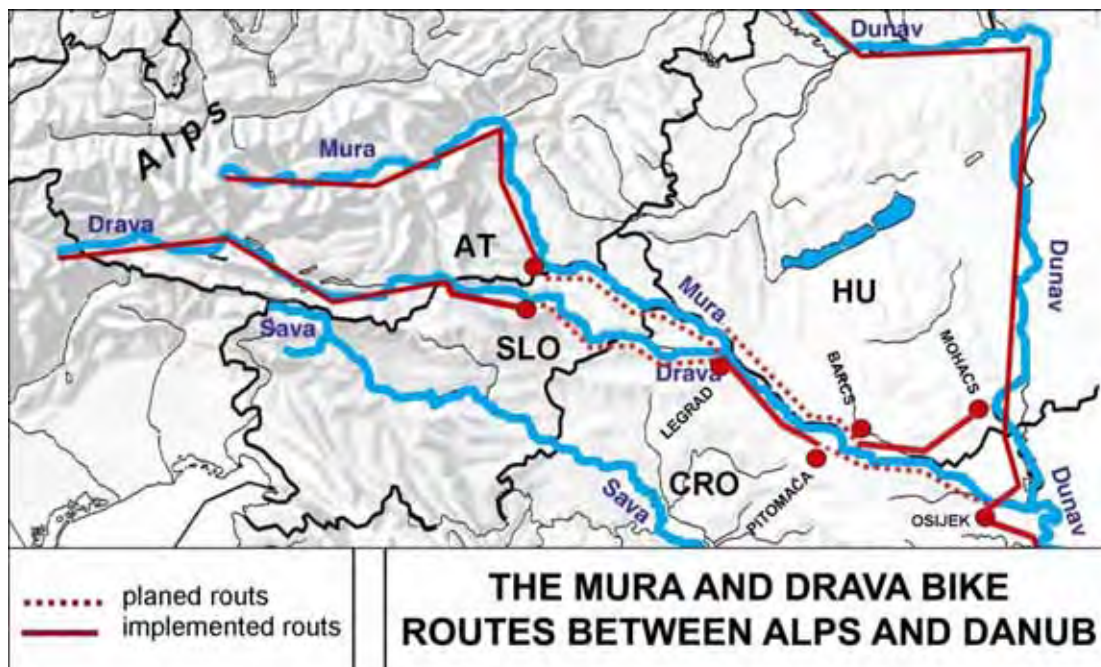 Dunav
Alps
Mura
Drava
AT
Dunav
HU
Mura
Sava
SLO
Drava
BARCS
MOHACS
LEGRAD
CRO
Sava
PITOMAČA
OSIJEK
Dunav
planed routs
implemented routs
THE MURA AND DRAVA BIKE
ROUTES BETWEEN ALPS AND DANUB